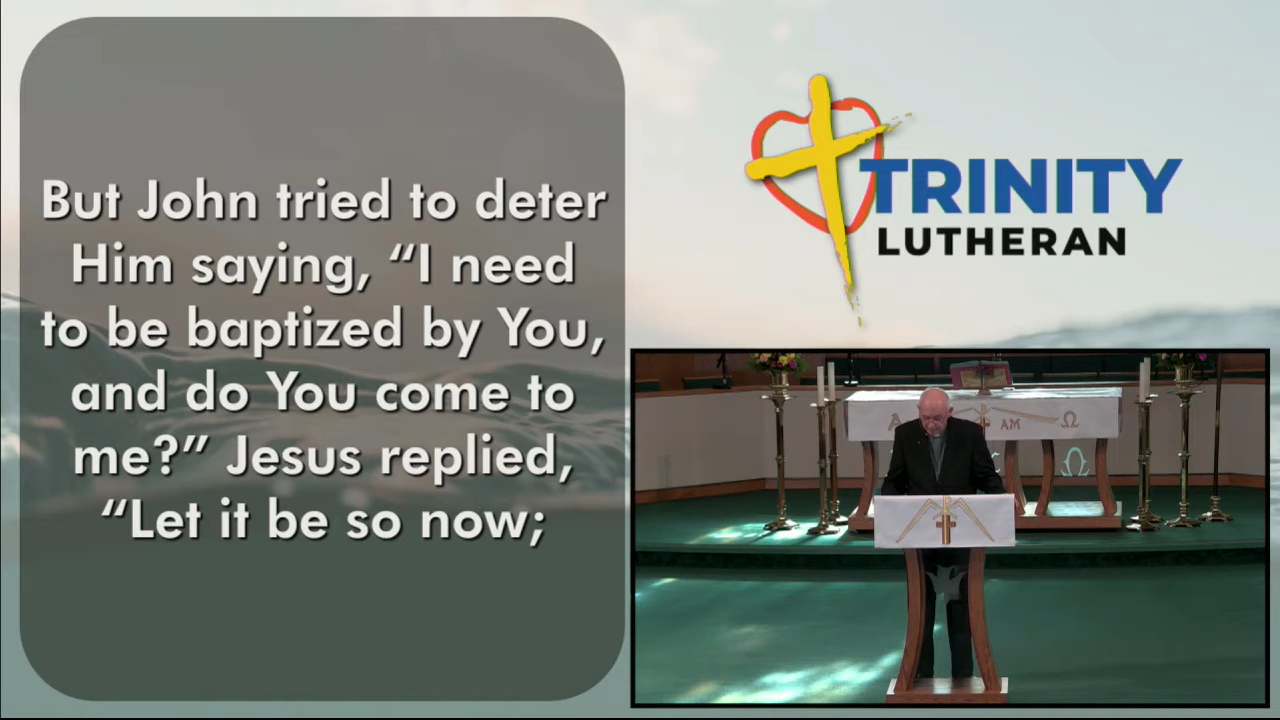 But John tried to deter
Him saying, “I need
to be baptized by You,
and do You come to
me?” Jesus replied,
“Let it be so now;
TRINITY
LUTHERAN
AM
Ω
Ω